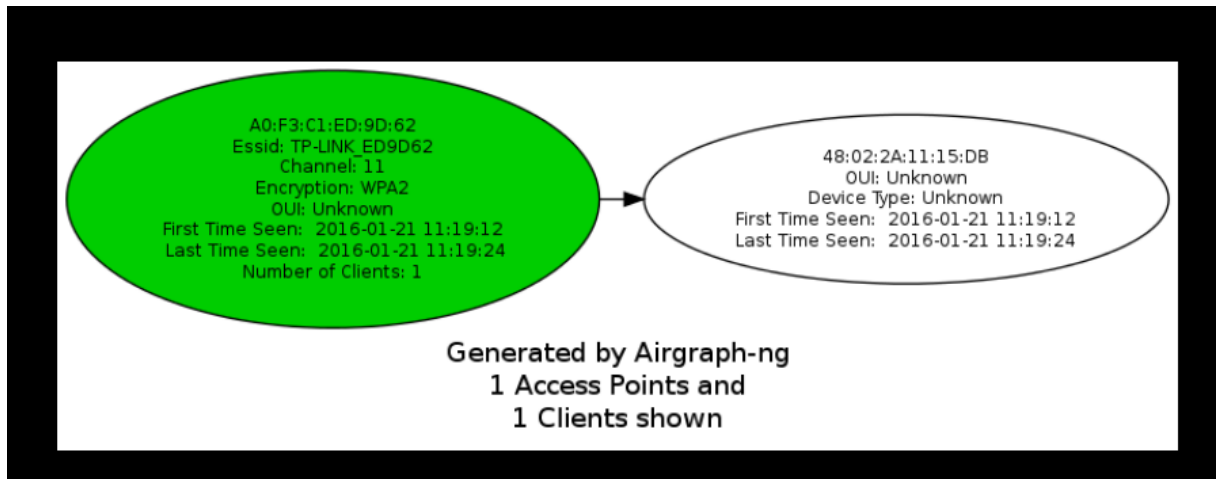 A0:F3:C1:ED:9D:62
Essid: TP-LINK_ED9D62
Channel: 11
Encryption: WPA2
OUI: Unknown
First Time Seen: 2016-01-21 11:19:12
Last Time Seen: 2016-01-21 11:19:24
Number of Clients: 1
48:02:2A:11:15:DB
OUI: Unknown
Device Type: Unknown
First Time Seen: 2016-01-21 11:19:12
Last Time Seen: 2016-01-21 11:19:24
Generated by Airgraph-ng
1 Access Points and
1 Clients shown